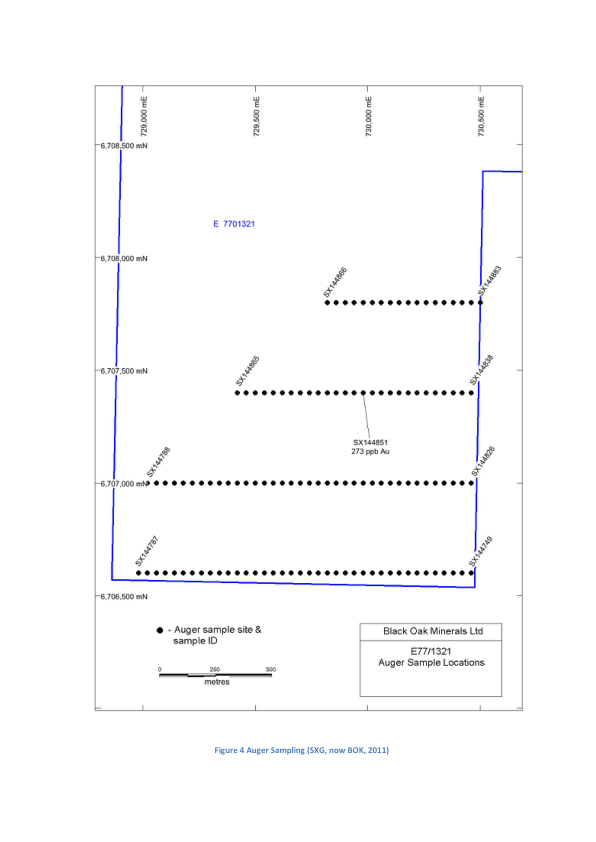 729,000 mE
729,500 mE
730,000 mE
730,500 mE
6,708,500 mN
E 7701321
6,708,000 mN
SX144866
SX144883
6,707,500 mN
SX144865
SX144838
SX144851
273 ppb Au
SX144788
SX144826
6,707,000 mN
SX144787
SX144749
6,706,500 mN
- Auger sample site &
sample ID
0 250 500
metres
Black Oak Minerals Ltd
E77/1321
Auger Sample Locations
Figure 4 Auger Sampling (SXG, now BOK, 2011)